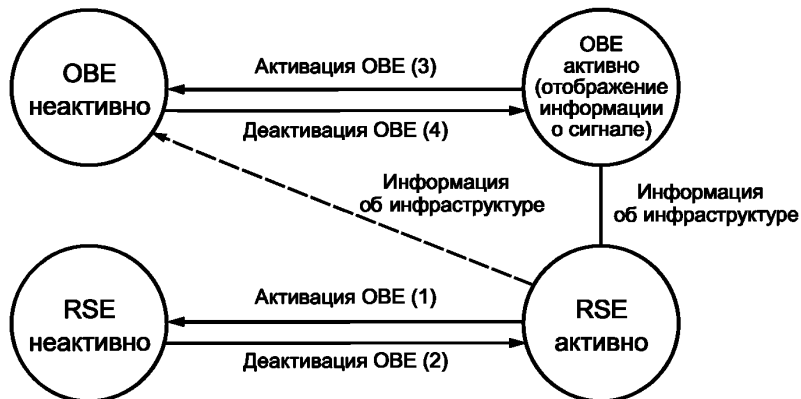 OBE
неактивно
Активация OBE (3)
Деактивация OBE (4)
OBE
активно
(отображение
информации
о сигнале)
Информация
об инфраструктуре
Информация
об инфраструктуре
RSE
неактивно
Активация OBE (1)
Деактивация OBE (2)
RSE
активно